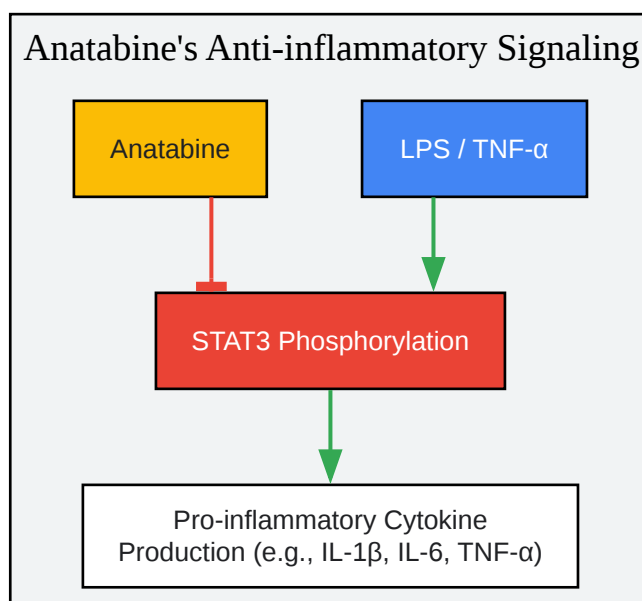 Anatabine's Anti-inflammatory Signaling
Anatabine
LPS / TNF-α
STAT3 Phosphorylation
Pro-inflammatory Cytokine
Production (e.g., IL-1β, IL-6, TNF-α)